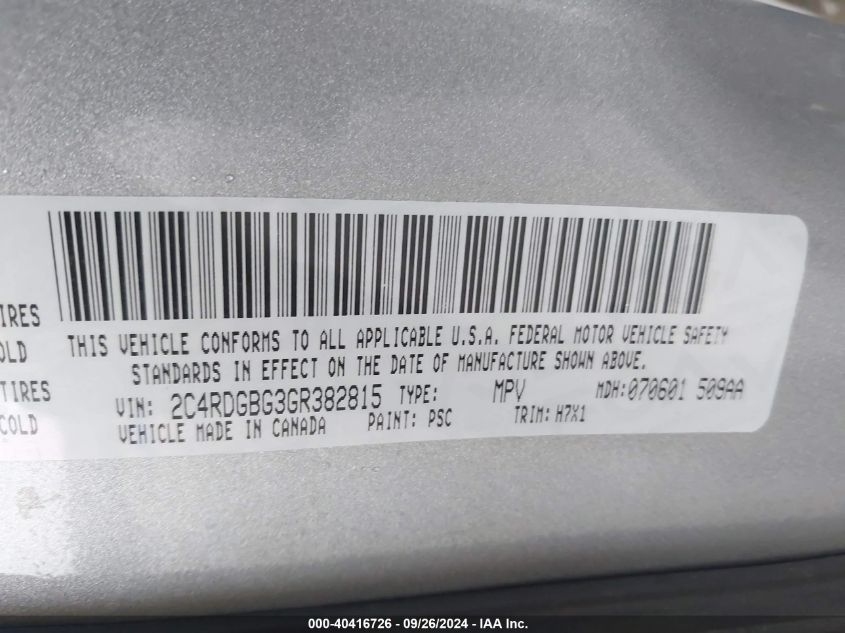 TIRES
THIS VEHICLE CONFORMS TO ALL APPLICABLE U.S.A. FEDERAL MOTOR VEHICLE SAFETY
OLD
STANDARDS IN EFFECT ON THE DATE OF MANUFACTURE SHOWN ABOVE.
TIRES
VIN: 2C4RDGBG3GR382815 TYPE: MPV MDH:070601 509AA
COLD
VEHICLE MADE IN CANADA PAINT: PSC TRIM: H7X1
000-40416726 - 09/26/2024 - IAA Inc.